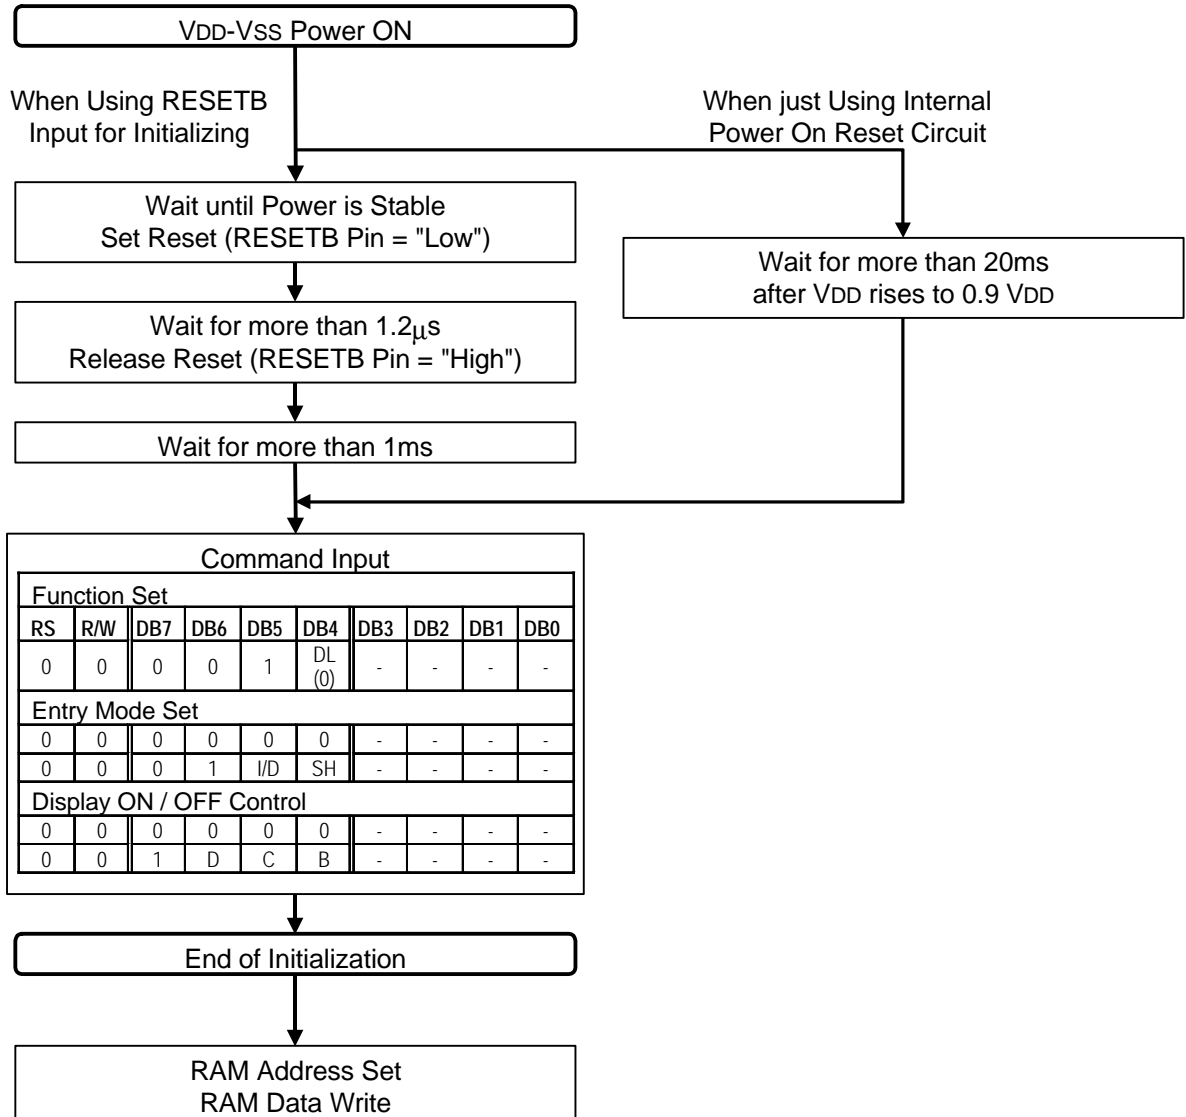 VDD-VSS Power ON
When Using RESETB
Input for Initializing
When just Using Internal
Power On Reset Circuit
Wait until Power is Stable
Set Reset (RESETB Pin = "Low")
Wait for more than 20ms
after VDD rises to 0.9 VDD
Wait for more than 1.2μs
Release Reset (RESETB Pin = "High")
Wait for more than 1ms
Command Input
Function Set
RS R/W DB7 DB6 DB5 DB4 DB3 DB2 DB1 DB0
0 0 0 0 1 DL (0) - - - -
Entry Mode Set
0 0 0 0 0 0 - - - -
0 0 0 1 I/D SH - - - -
Display ON / OFF Control
0 0 0 0 0 0 - - - -
0 0 1 D C B - - - -
End of Initialization
RAM Address Set
RAM Data Write